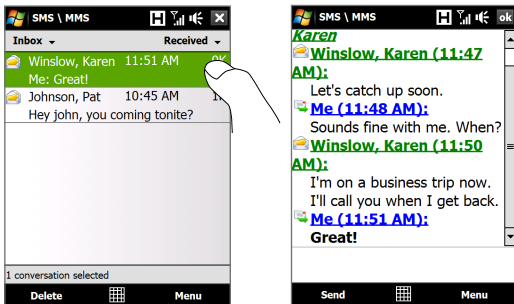 SMS \ MMS
H
Inbox
Received
Winslow, Karen 11:51 AM
Me: Great!
Johnson, Pat 10:45 AM
Hey john, you coming tonite?
1 conversation selected
Delete
Menu
SMS \ MMS
H
ok
Karen
Winslow, Karen (11:47
AM):
Let's catch up soon.
Me (11:48 AM):
Sounds fine with me. When?
Winslow, Karen (11:50
AM):
I'm on a business trip now.
I'll call you when I get back.
Me (11:51 AM):
Great!
Send
Menu